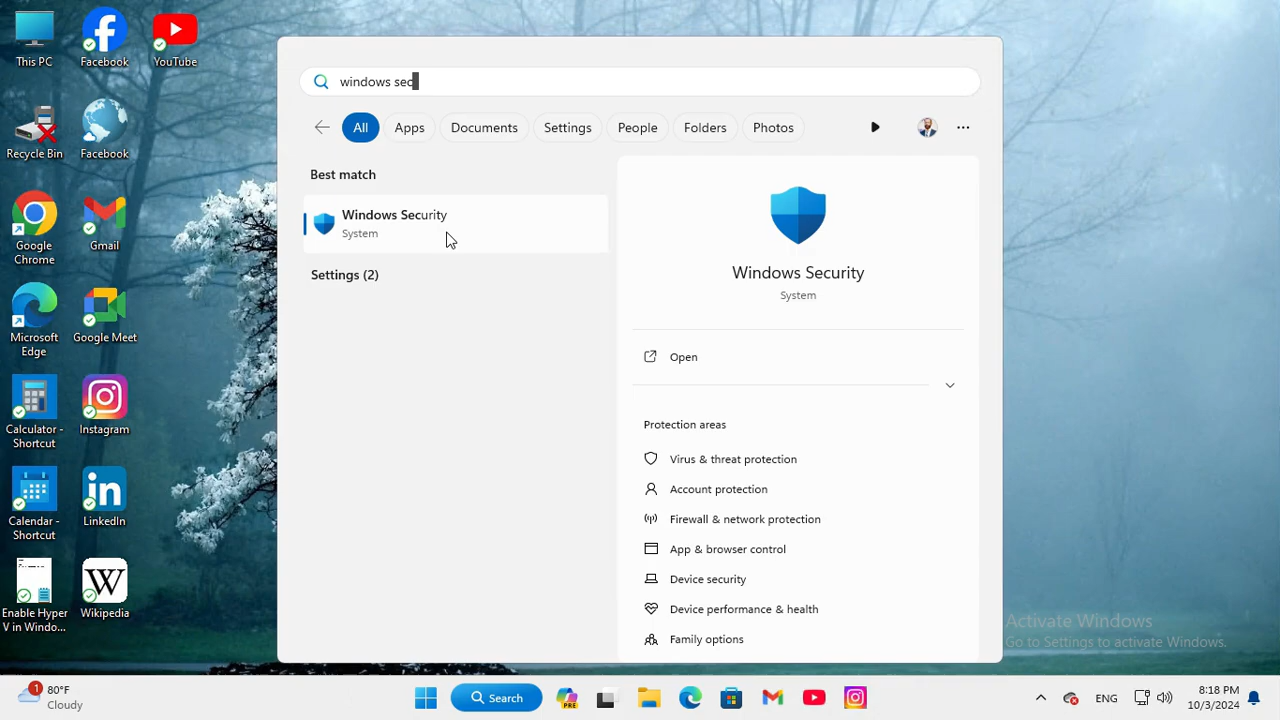 This PC
Facebook
YouTube
Recycle Bin
Facebook
Google
Chrome
Gmail
Microsoft
Edge
Google Meet
Calculator -
Shortcut
Instagram
Calendar -
Shortcut
LinkedIn
Enable Hyper
V in Windo...
Wikipedia
windows sec
All
Apps
Documents
Settings
People
Folders
Photos
Best match
Windows Security
System
Settings (2)
Windows Security
System
Open
Protection areas
Virus & threat protection
Account protection
Firewall & network protection
App & browser control
Device security
Device performance & health
Family options
Activate Windows
Go to Settings to activate Windows.
1
80°F
Cloudy
Search
PRE
ENG
8:18 PM
10/3/2024